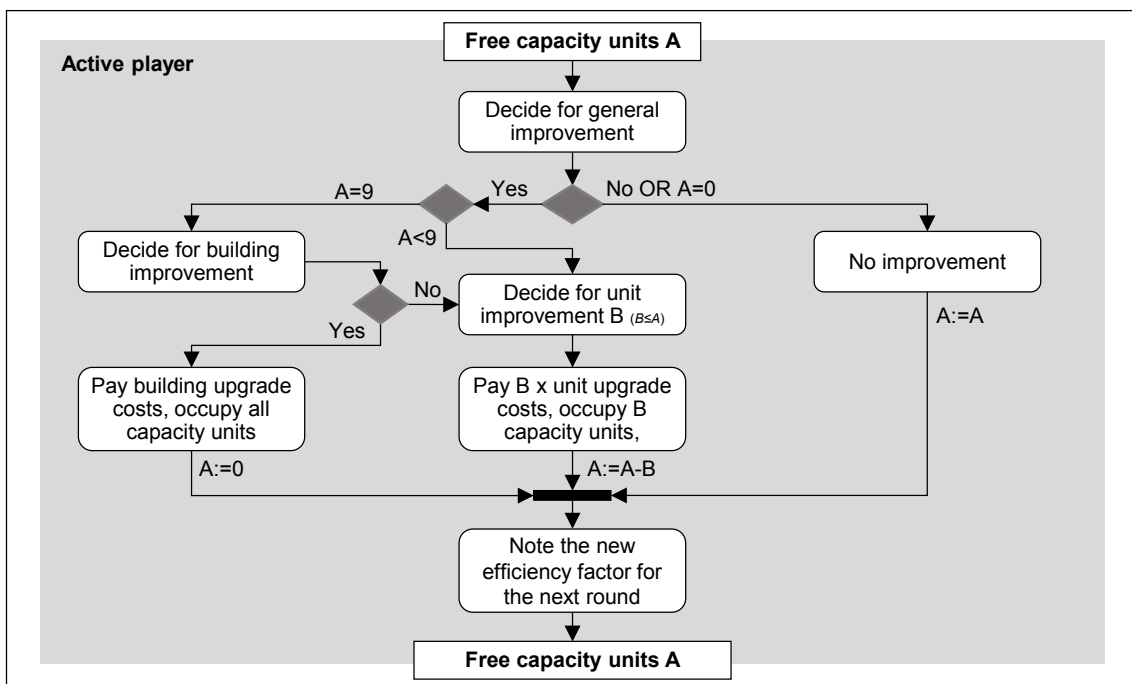 Free capacity units A
Active player
Decide for general
improvement
A=9
Yes
No OR A=0
A<9
Decide for building
improvement
No
Decide for unit
improvement B (B≤A)
No improvement
Yes
A:=A
Pay building upgrade
costs, occupy all
capacity units
Pay B x unit upgrade
costs, occupy B
capacity units,
A:=0
A:=A-B
Note the new
efficiency factor for
the next round
Free capacity units A